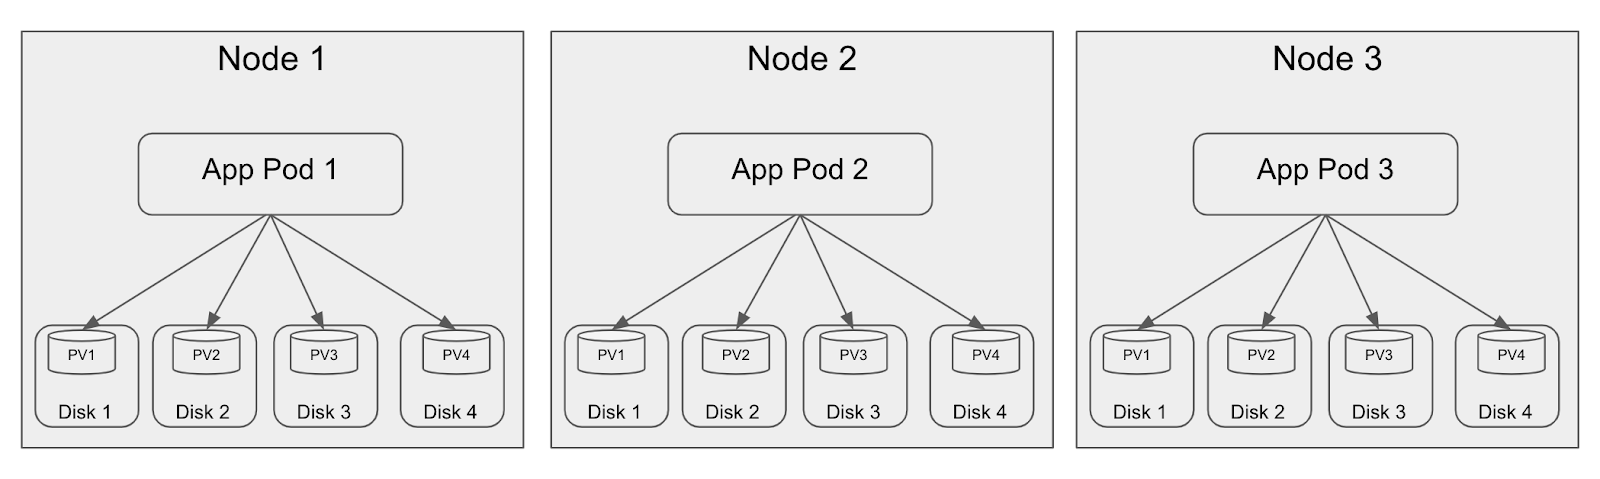 Node 1
App Pod 1
PV1 PV2 PV3 PV4
Disk 1 Disk 2 Disk 3 Disk 4
Node 2
App Pod 2
PV1 PV2 PV3 PV4
Disk 1 Disk 2 Disk 3 Disk 4
Node 3
App Pod 3
PV1 PV2 PV3 PV4
Disk 1 Disk 2 Disk 3 Disk 4